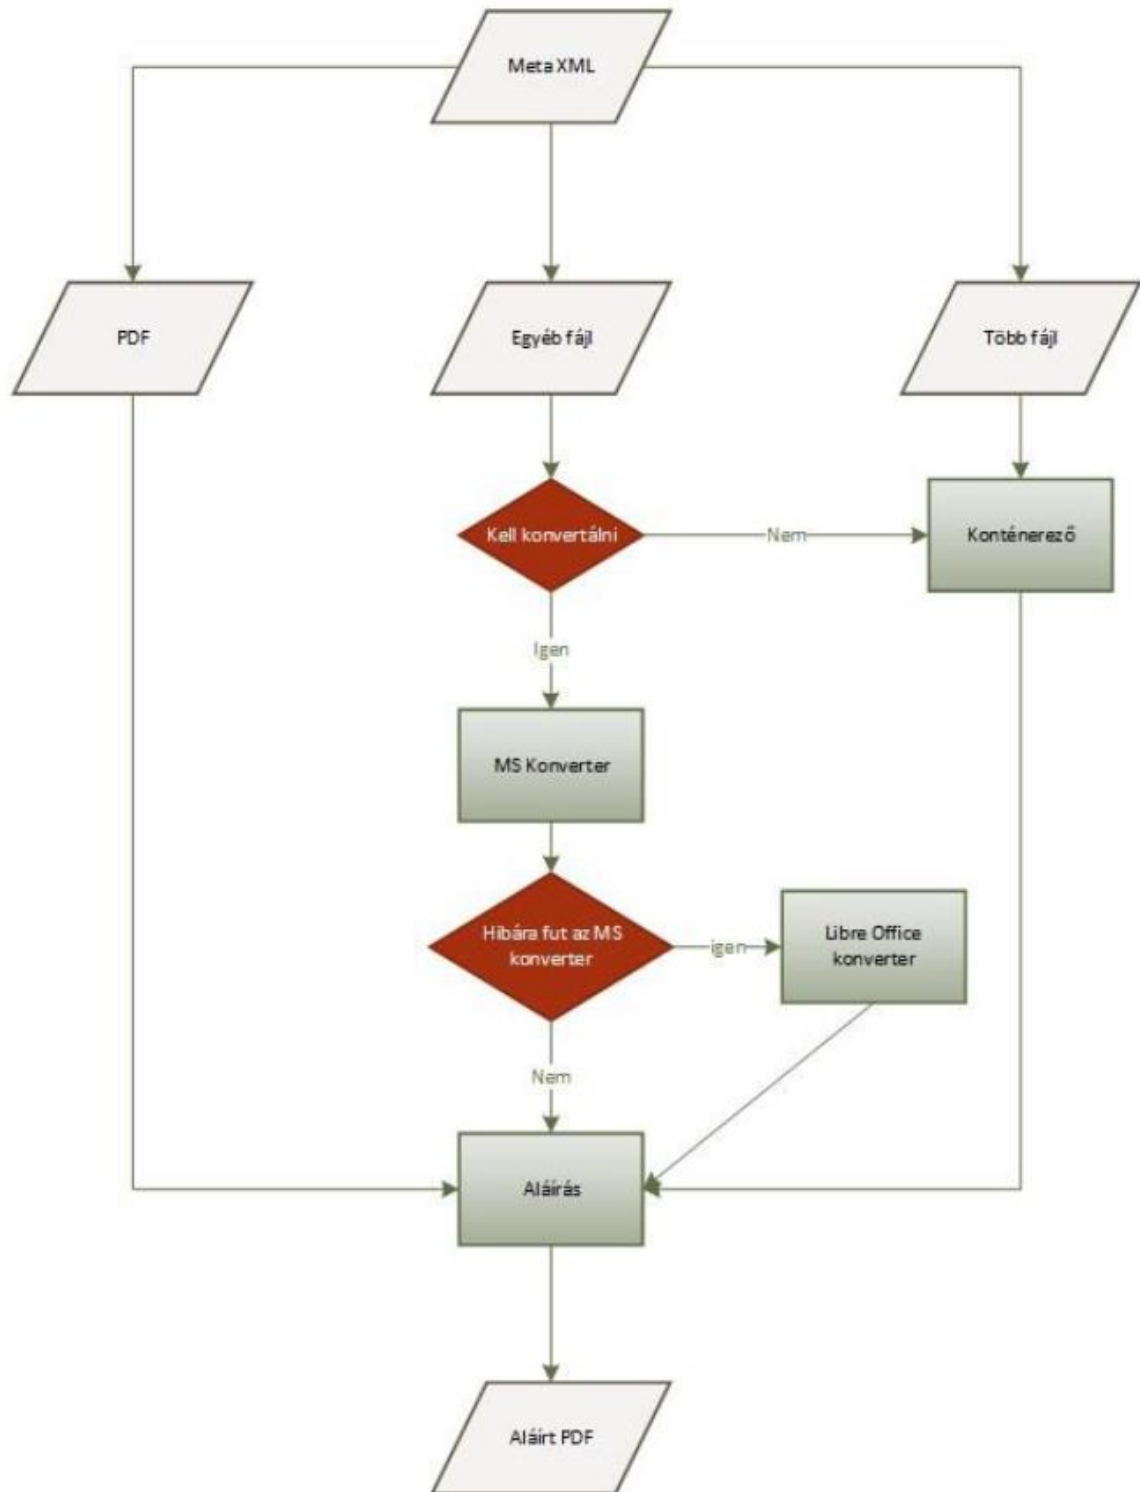 Meta XML
PDF
Egyéb fájl
Több fájl
Kell konvertálni
Nem
Konténerező
Igen
MS Konverter
Hibára fut az MS
konverter
igen
Libre Office
konverter
Nem
Aláírás
Aláírt PDF